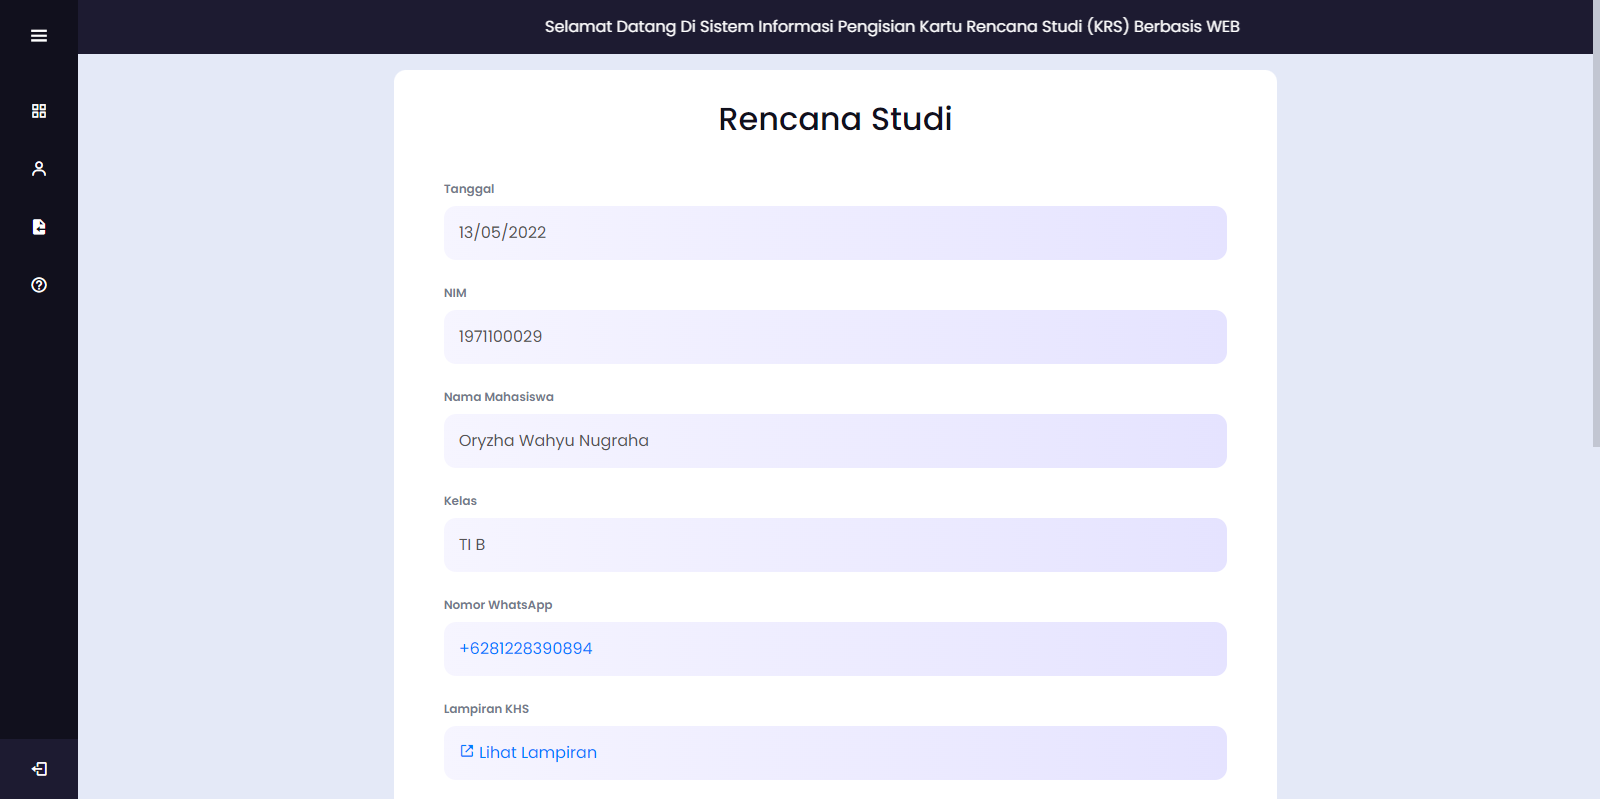 Selamat Datang Di Sistem Informasi Pengisian Kartu Rencana Studi (KRS) Berbasis WEB
Rencana Studi
Tanggal
13/05/2022
NIM
1971100029
Nama Mahasiswa
Oryzha Wahyu Nugraha
Kelas
TI B
Nomor WhatsApp
+6281228390894
Lampiran KHS
Lihat Lampiran